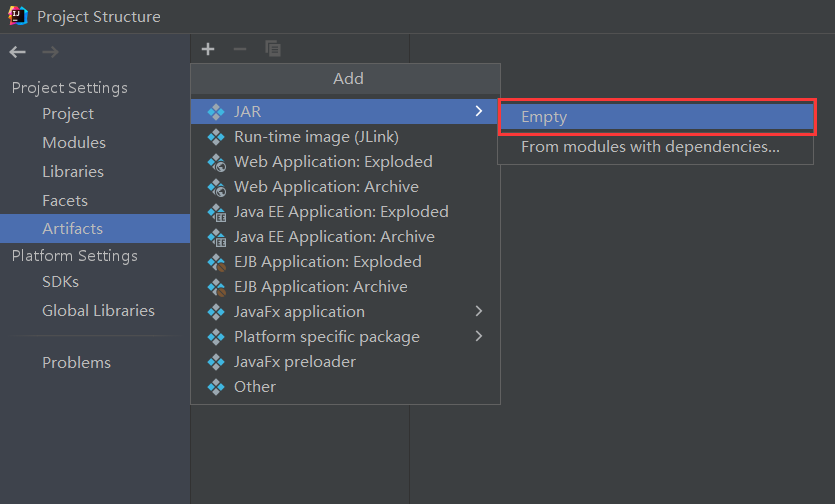 Project Structure
Project Settings
Project
Modules
Libraries
Facets
Artifacts
Platform Settings
SDKs
Global Libraries
Problems
Add
JAR
Run-time image (JLink)
Web Application: Exploded
Web Application: Archive
Java EE Application: Exploded
Java EE Application: Archive
EJB Application: Exploded
EJB Application: Archive
JavaFx application
Platform specific package
JavaFx preloader
Other
Empty
From modules with dependencies...